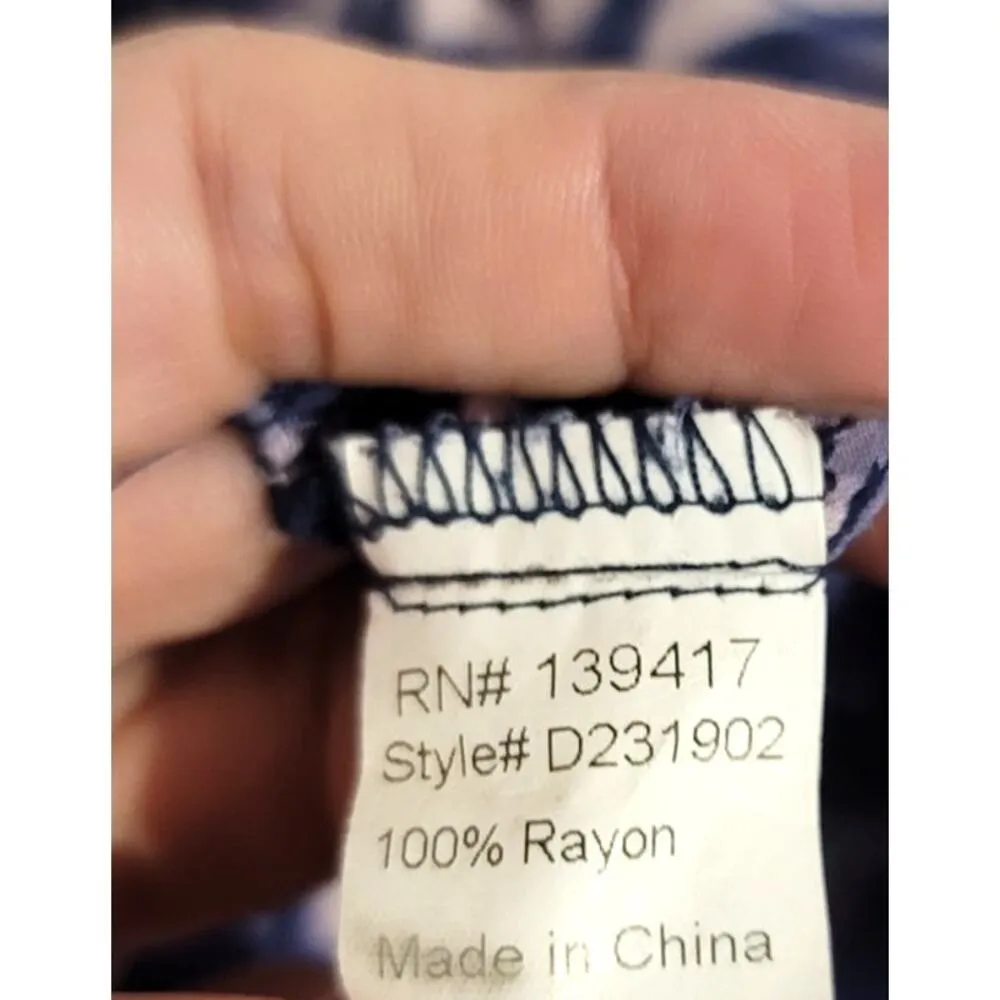 RN# 139417
Style# D231902
100% Rayon
Made in China